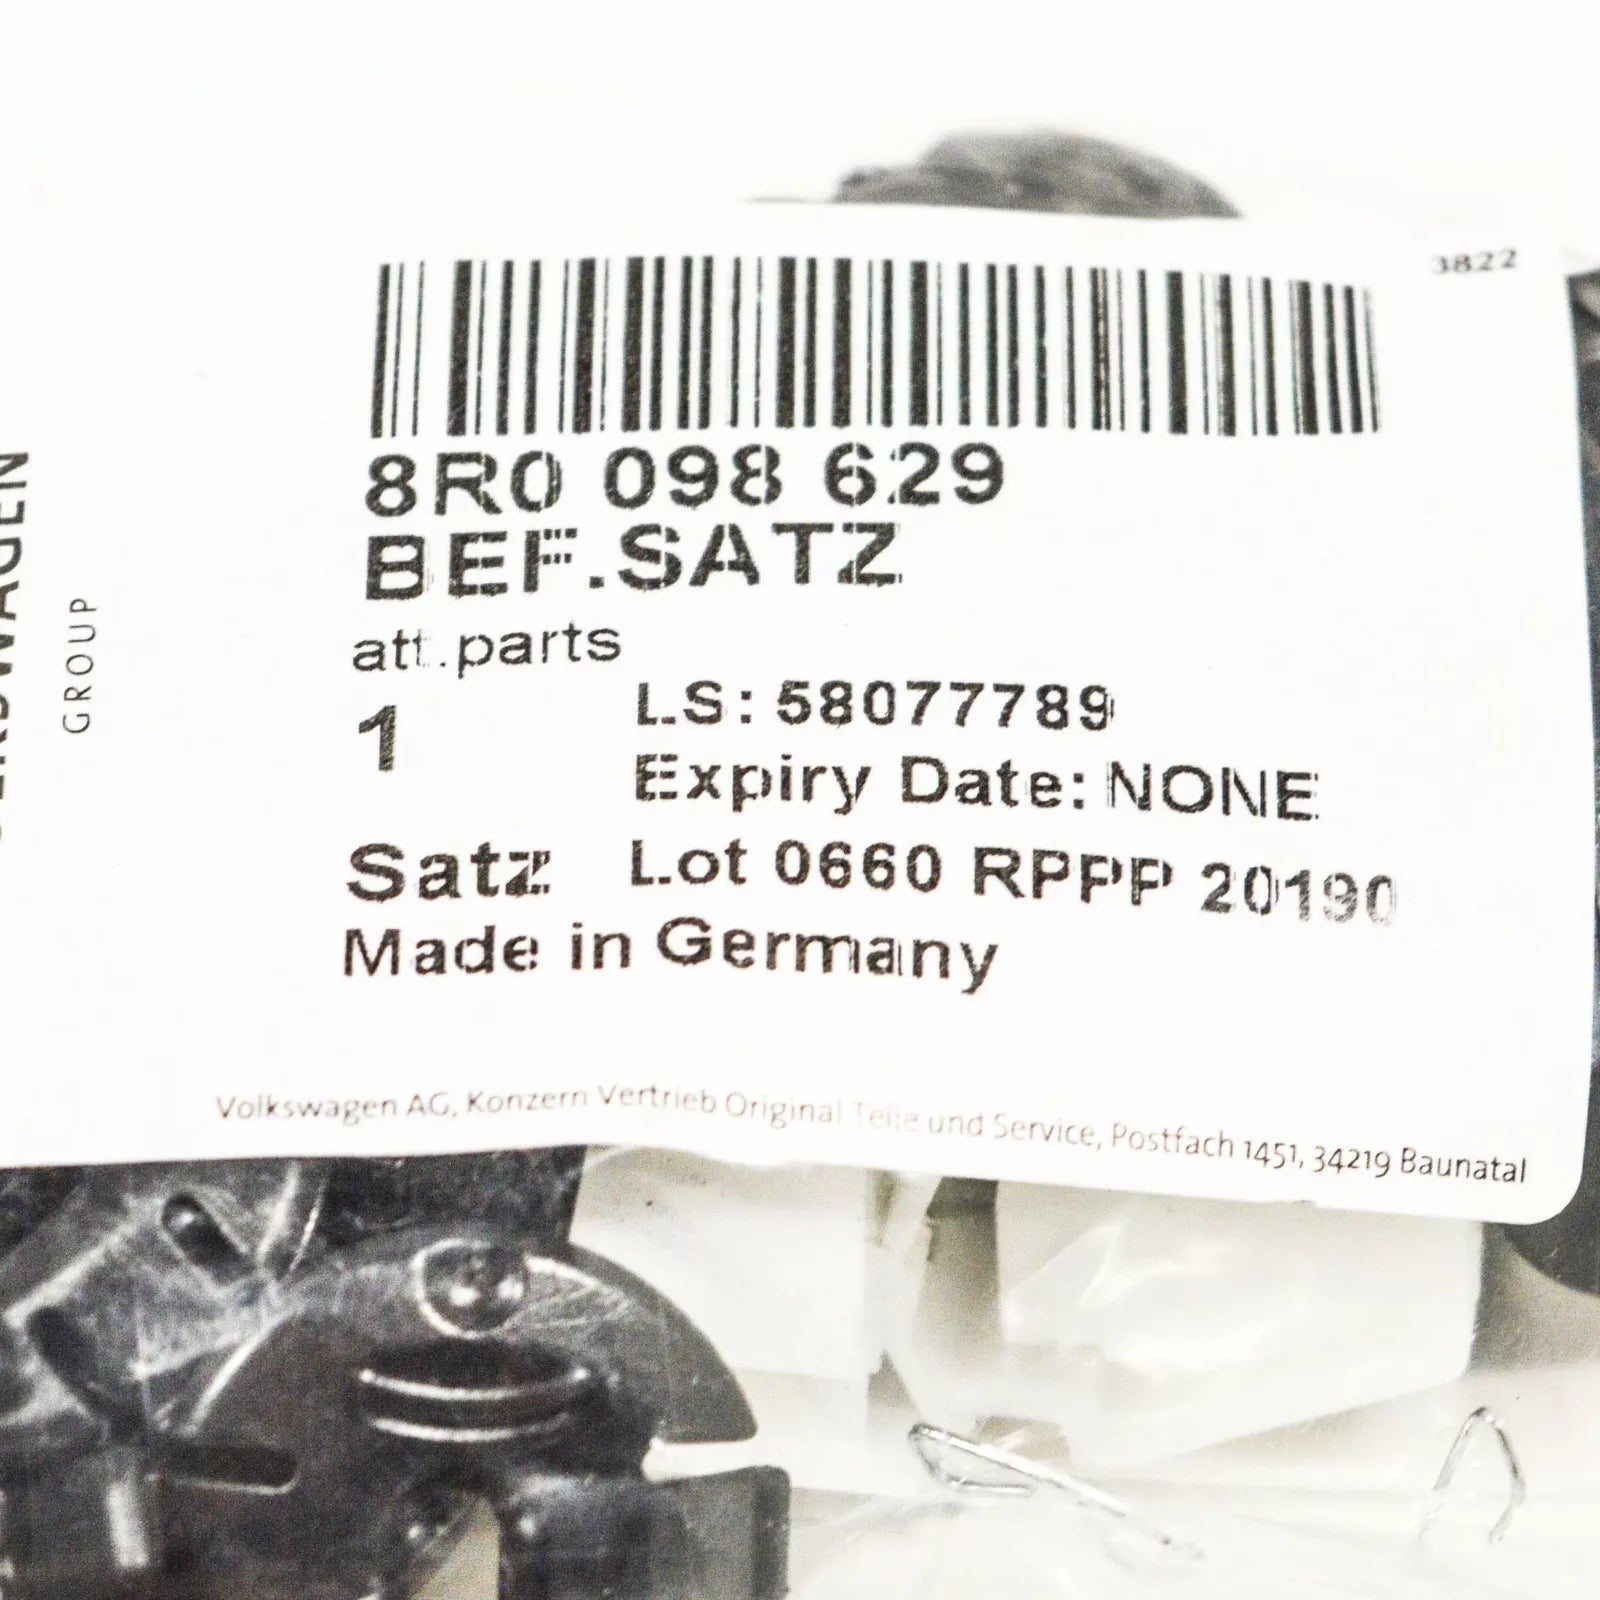 3822
8R0 098 629
BEF.SATZ
att.parts
1
LS: 58077789
Expiry Date: NONE
Satz Lot 0660 RPPP 20190
Made in Germany
Volkswagen AG, Konzern Vertrieb Original Teile und Service, Postfach 1451, 34219 Baunatal
GROUP